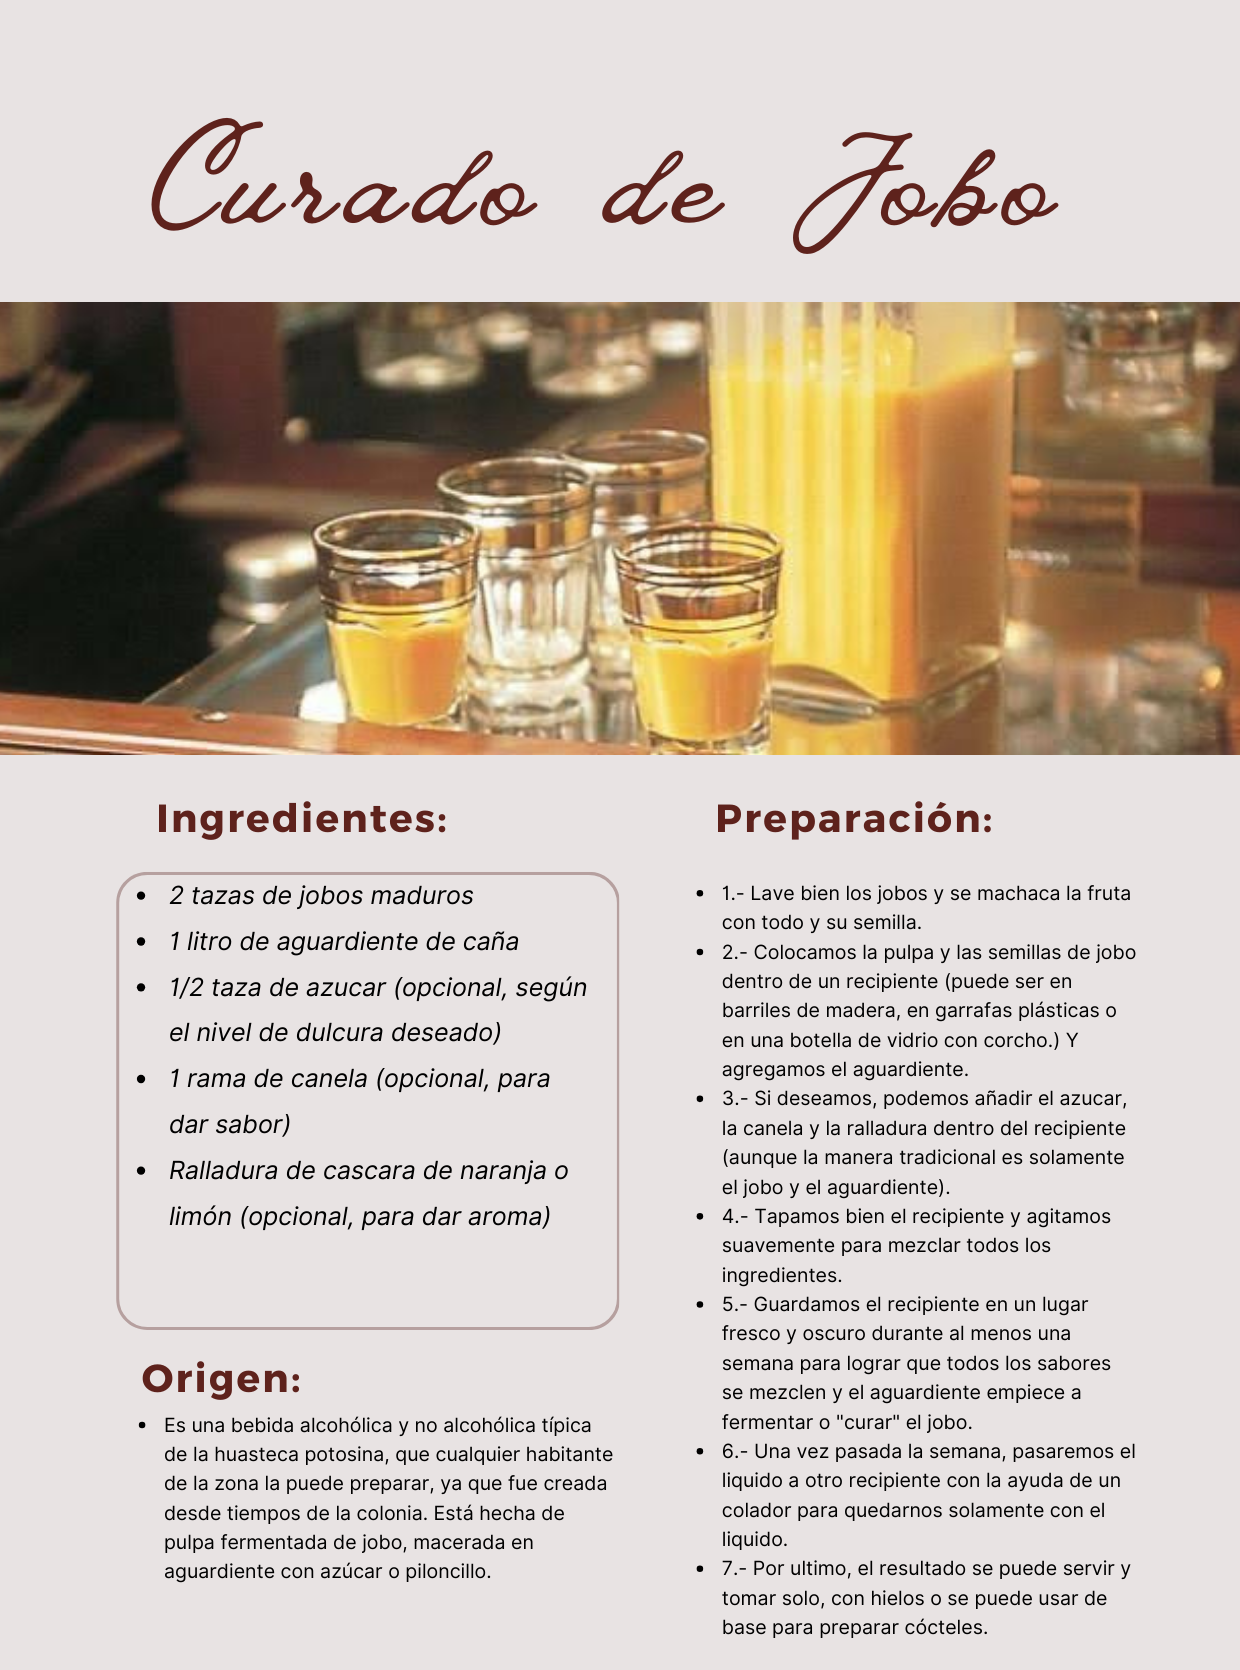 Curado de Jobo
Ingredientes:
• 2 tazas de jobos maduros
• 1 litro de aguardiente de caña
• 1/2 taza de azucar (opcional, según
el nivel de dulcura deseado)
• 1 rama de canela (opcional, para
dar sabor)
• Ralladura de cascara de naranja o
limón (opcional, para dar aroma)
Origen:
• Es una bebida alcohólica y no alcohólica típica
de la huasteca potosina, que cualquier habitante
de la zona la puede preparar, ya que fue creada
desde tiempos de la colonia. Está hecha de
pulpa fermentada de jobo, macerada en
aguardiente con azúcar o piloncillo.
Preparación:
• 1.- Lave bien los jobos y se machaca la fruta
con todo y su semilla.
• 2.- Colocamos la pulpa y las semillas de jobo
dentro de un recipiente (puede ser en
barriles de madera, en garrafas plásticas o
en una botella de vidrio con corcho.) Y
agregamos el aguardiente.
• 3.- Si deseamos, podemos añadir el azucar,
la canela y la ralladura dentro del recipiente
(aunque la manera tradicional es solamente
el jobo y el aguardiente).
• 4.- Tapamos bien el recipiente y agitamos
suavemente para mezclar todos los
ingredientes.
• 5.- Guardamos el recipiente en un lugar
fresco y oscuro durante al menos una
semana para lograr que todos los sabores
se mezclen y el aguardiente empiece a
fermentar o "curar" el jobo.
• 6.- Una vez pasada la semana, pasaremos el
liquido a otro recipiente con la ayuda de un
colador para quedarnos solamente con el
liquido.
• 7.- Por ultimo, el resultado se puede servir y
tomar solo, con hielos o se puede usar de
base para preparar cócteles.